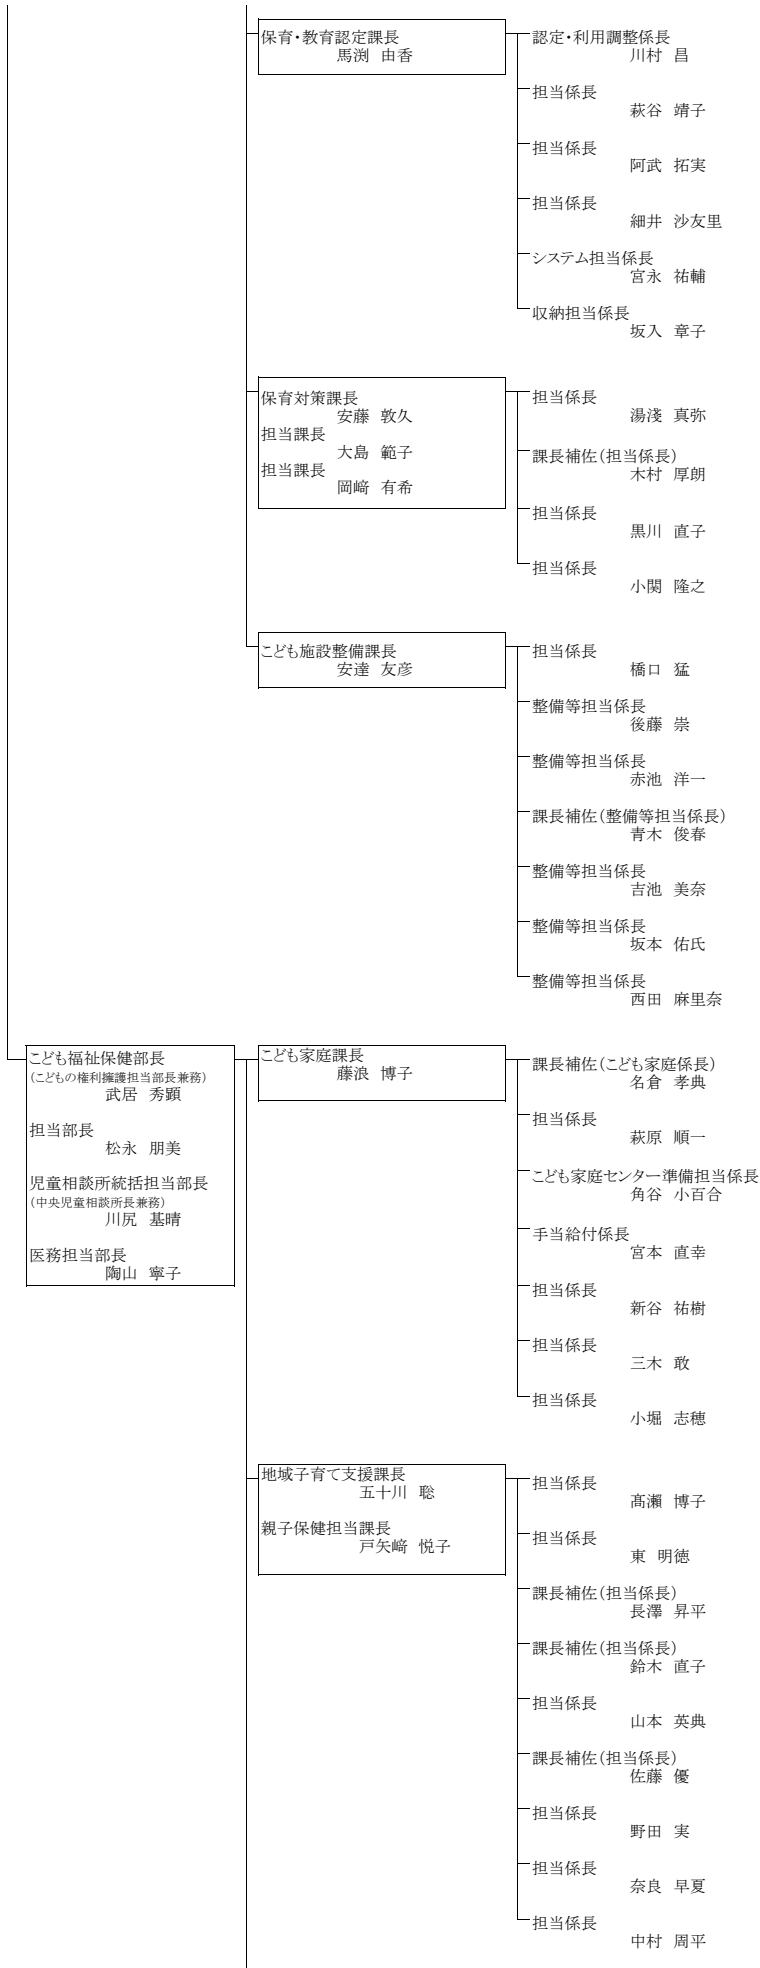 保育・教育認定課長
馬渕 由香
認定・利用調整係長
川村 昌
担当係長
萩谷 靖子
担当係長
阿武 拓実
担当係長
細井 沙友里
システム担当係長
宮永 祐輔
収納担当係長
坂入 章子
保育対策課長
安藤 敦久
担当課長
大島 範子
担当課長
岡﨑 有希
担当係長
湯淺 真弥
課長補佐(担当係長)
木村 厚朗
担当係長
黒川 直子
担当係長
小関 隆之
こども施設整備課長
安達 友彦
担当係長
橋口 猛
整備等担当係長
後藤 崇
整備等担当係長
赤池 洋一
課長補佐(整備等担当係長)
青木 俊春
整備等担当係長
吉池 美奈
整備等担当係長
坂本 佑氏
整備等担当係長
西田 麻里奈
こども福祉保健部長
(こどもの権利擁護担当部長兼務)
武居 秀顕
担当部長
松永 朋美
児童相談所統括担当部長
(中央児童相談所長兼務)
川尻 基晴
医務担当部長
陶山 寧子
こども家庭課長
藤浪 博子
課長補佐(こども家庭係長)
名倉 孝典
担当係長
萩原 順一
こども家庭センター準備担当係長
角谷 小百合
手当給付係長
宮本 直幸
担当係長
新谷 祐樹
担当係長
三木 敢
担当係長
小堀 志穂
地域子育て支援課長
五十川 聡
親子保健担当課長
戸矢﨑 悦子
担当係長
髙瀬 博子
担当係長
東 明徳
課長補佐(担当係長)
長澤 昇平
課長補佐(担当係長)
鈴木 直子
担当係長
山本 英典
課長補佐(担当係長)
佐藤 優
担当係長
野田 実
担当係長
奈良 早夏
担当係長
中村 周平